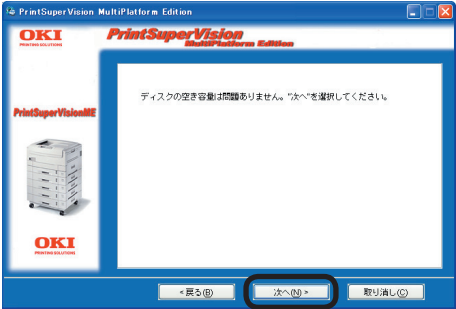 PrintSuperVision MultiPlatform Edition
OKI
PRINTING SOLUTIONS
PrintSuperVision
MultiPlatform Edition
ディスクの空き容量は問題ありません。"次へ"を選択してください。
PrintSuperVisionME
OKI
PRINTING SOLUTIONS
<戻る(B)
次へ(N)>
取り消し(C)